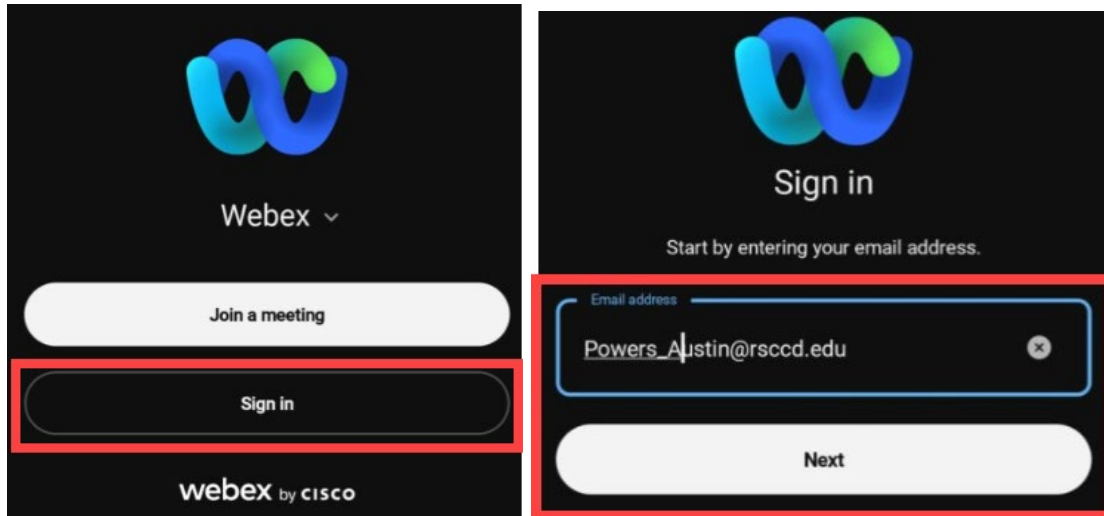 Webex
Join a meeting
Sign in
webex by CISCO
Sign in
Start by entering your email address.
Email address
Powers_Austin@rsccd.edu
Next